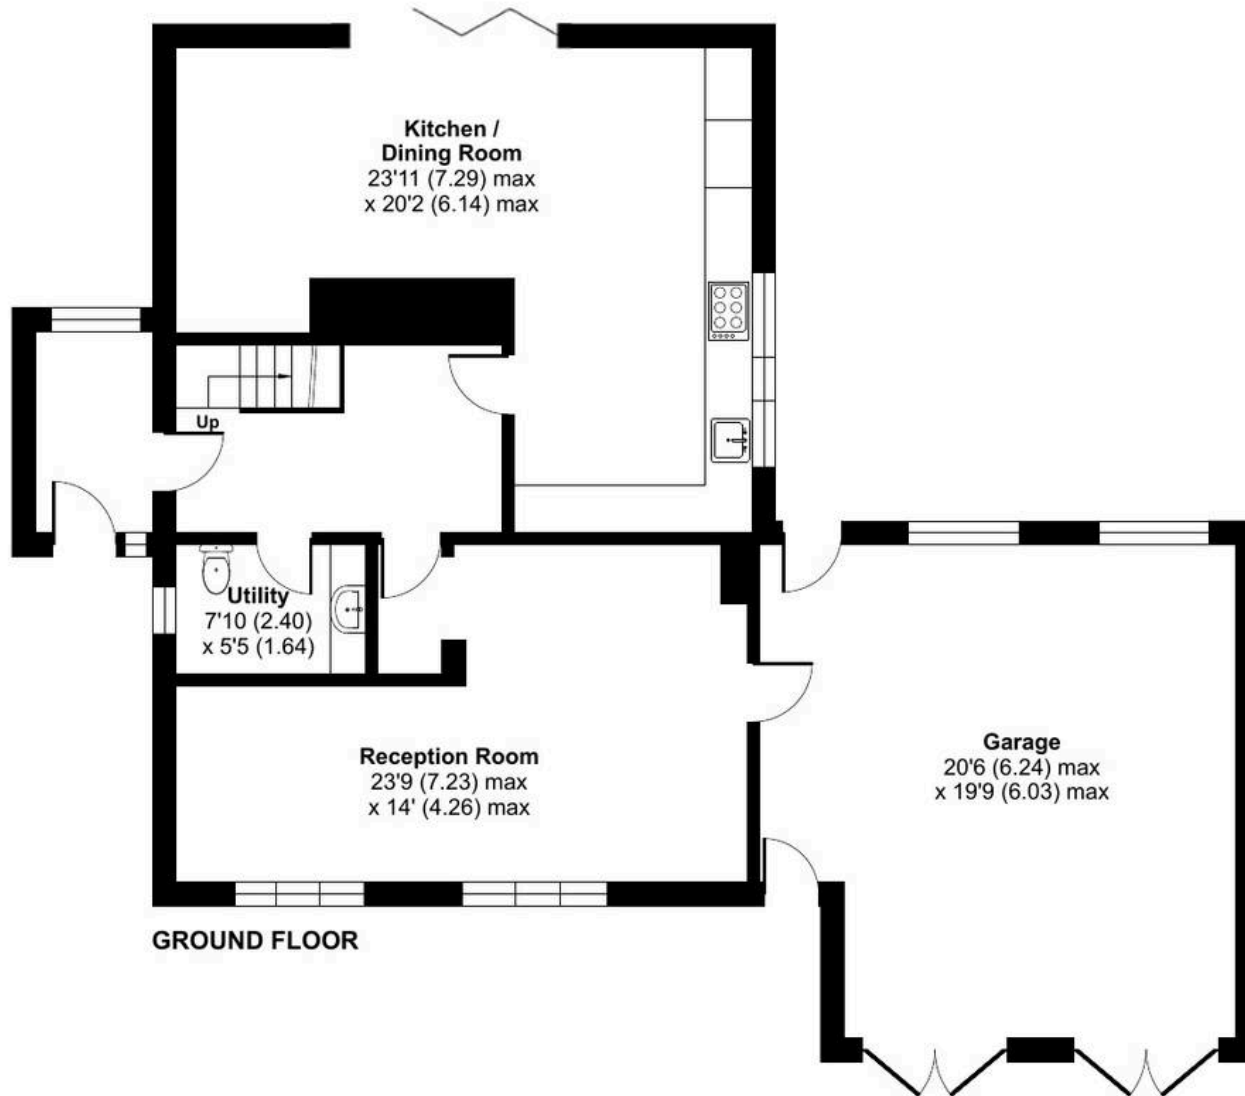 Kitchen /
Dining Room
23'11 (7.29) max
x 20'2 (6.14) max
Up
Utility
7'10 (2.40)
x 5'5 (1.64)
Reception Room
23'9 (7.23) max
x 14' (4.26) max
Garage
20'6 (6.24) max
x 19'9 (6.03) max
GROUND FLOOR